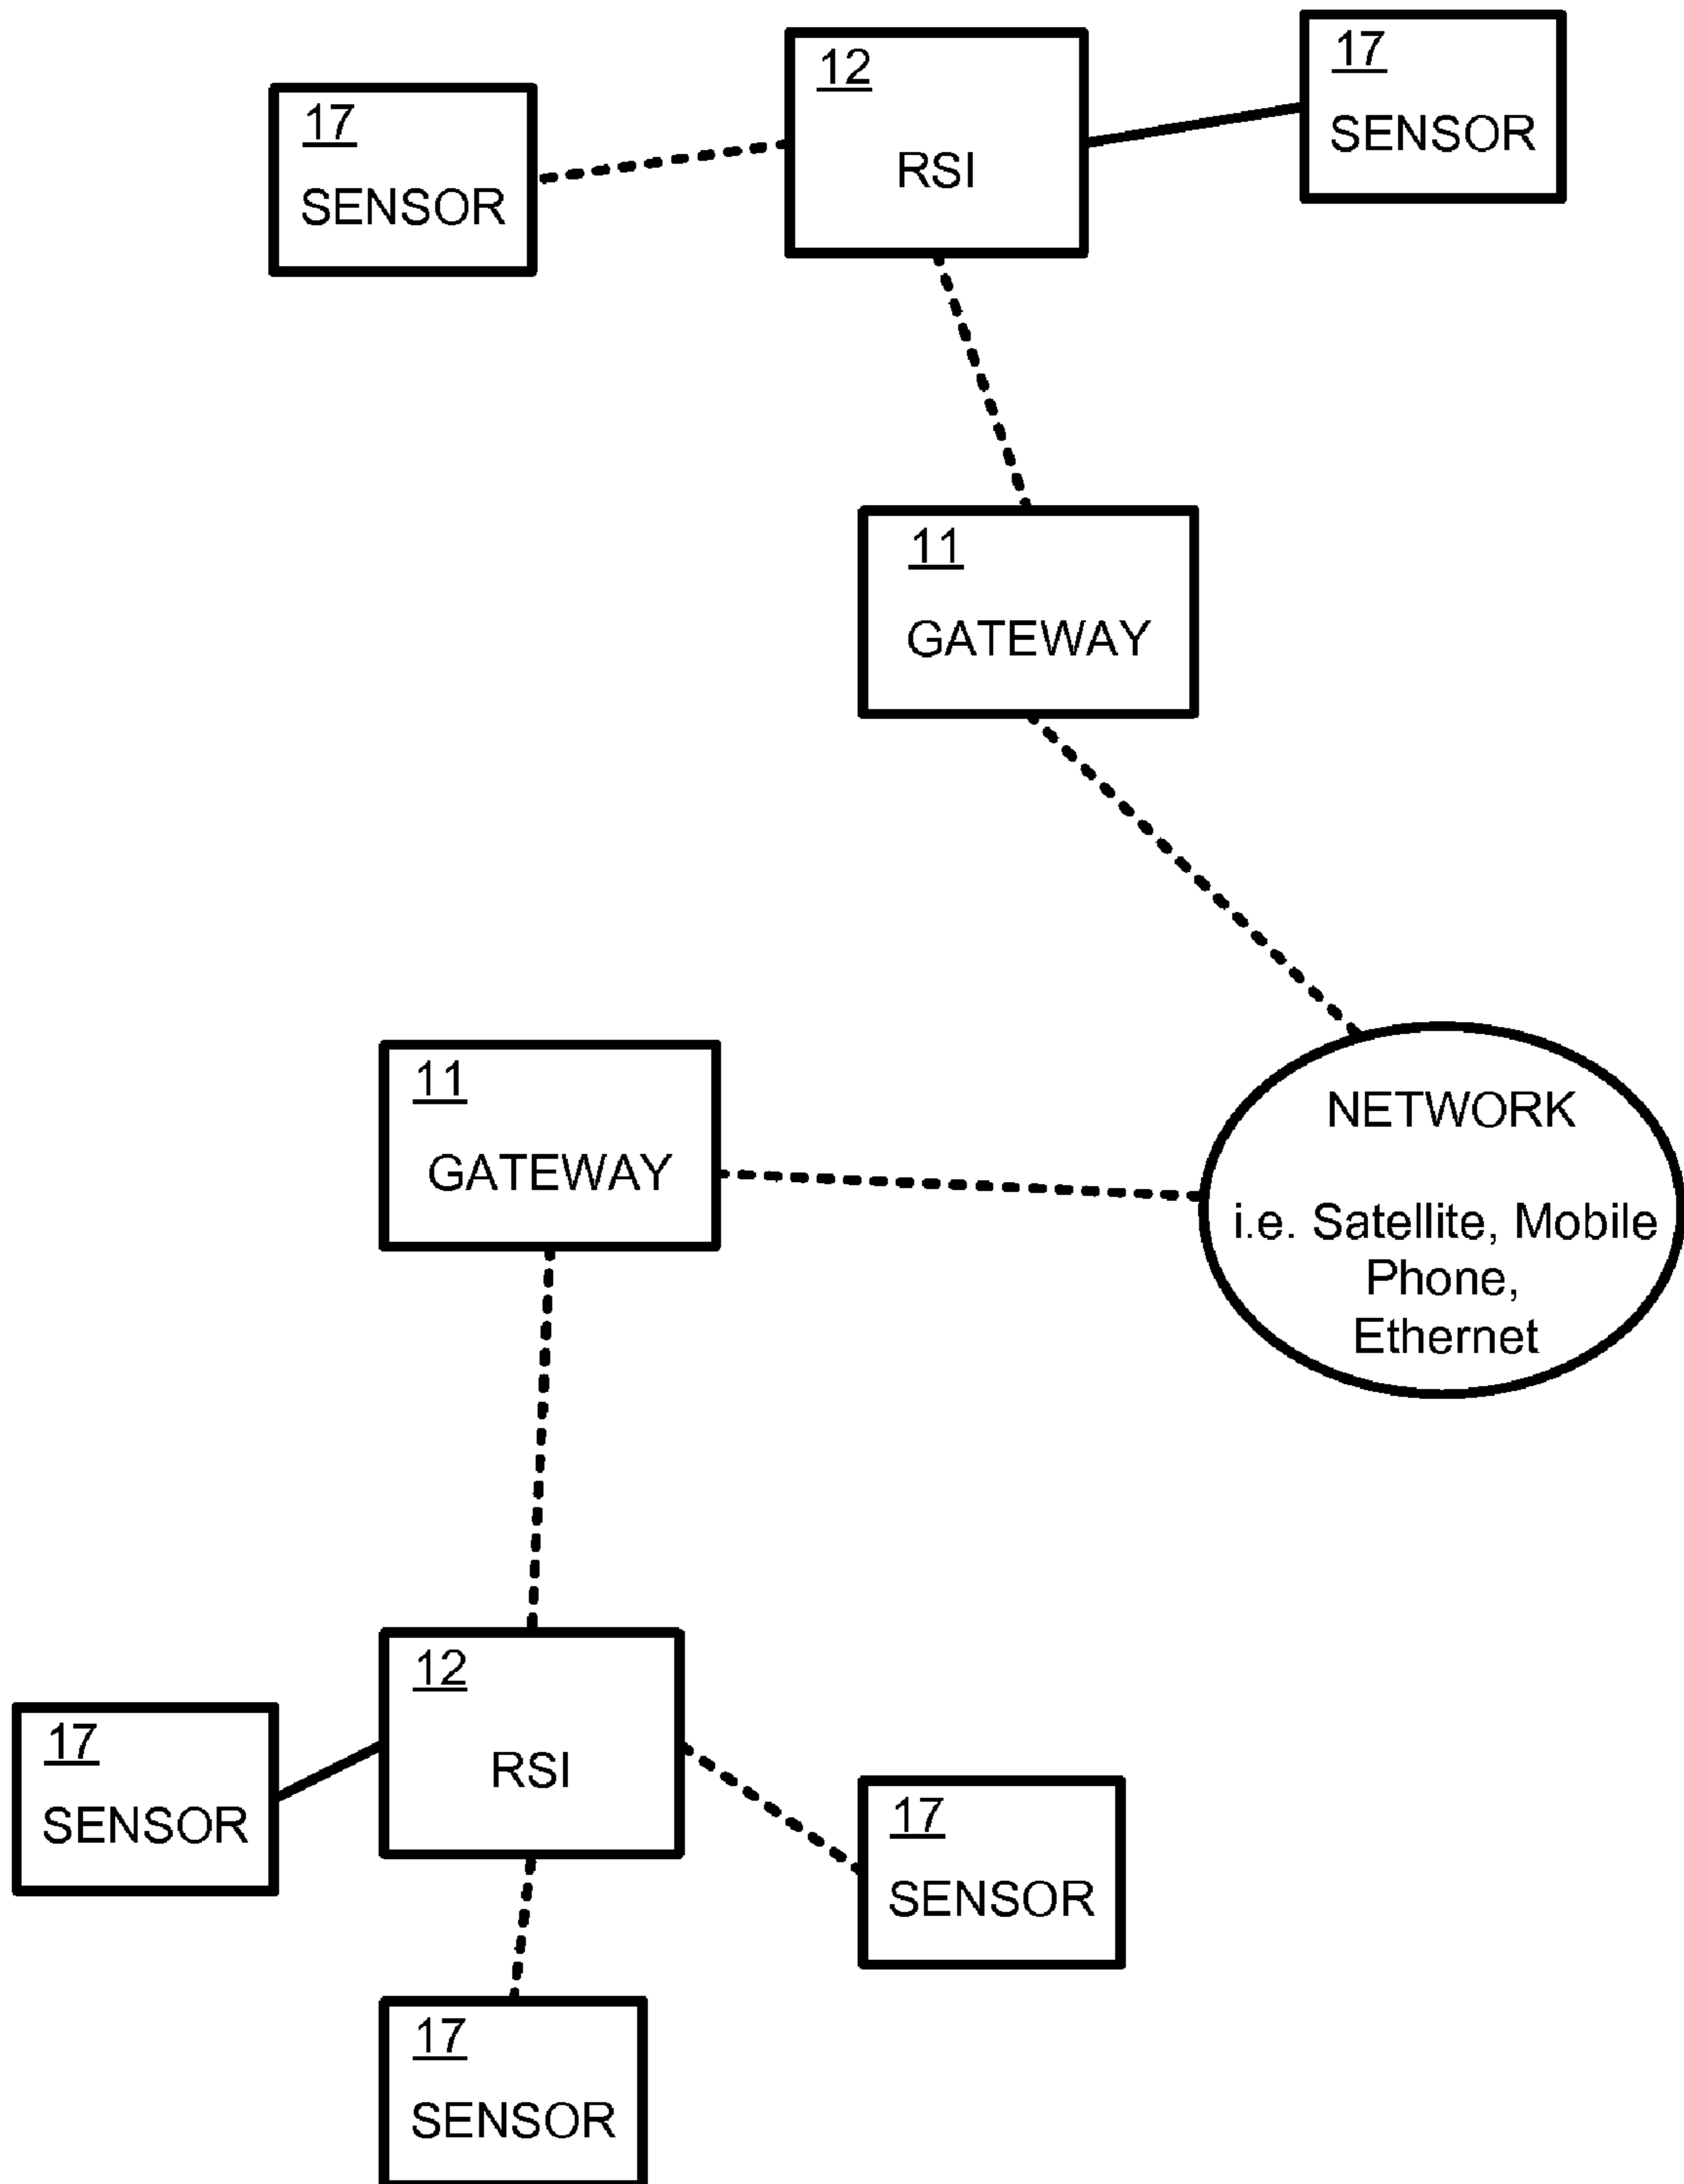 17
SENSOR
12
RSI
17
SENSOR
11
GATEWAY
11
GATEWAY
NETWORK
i.e. Satellite, Mobile
Phone,
Ethernet
12
RSI
17
SENSOR
17
SENSOR
17
SENSOR